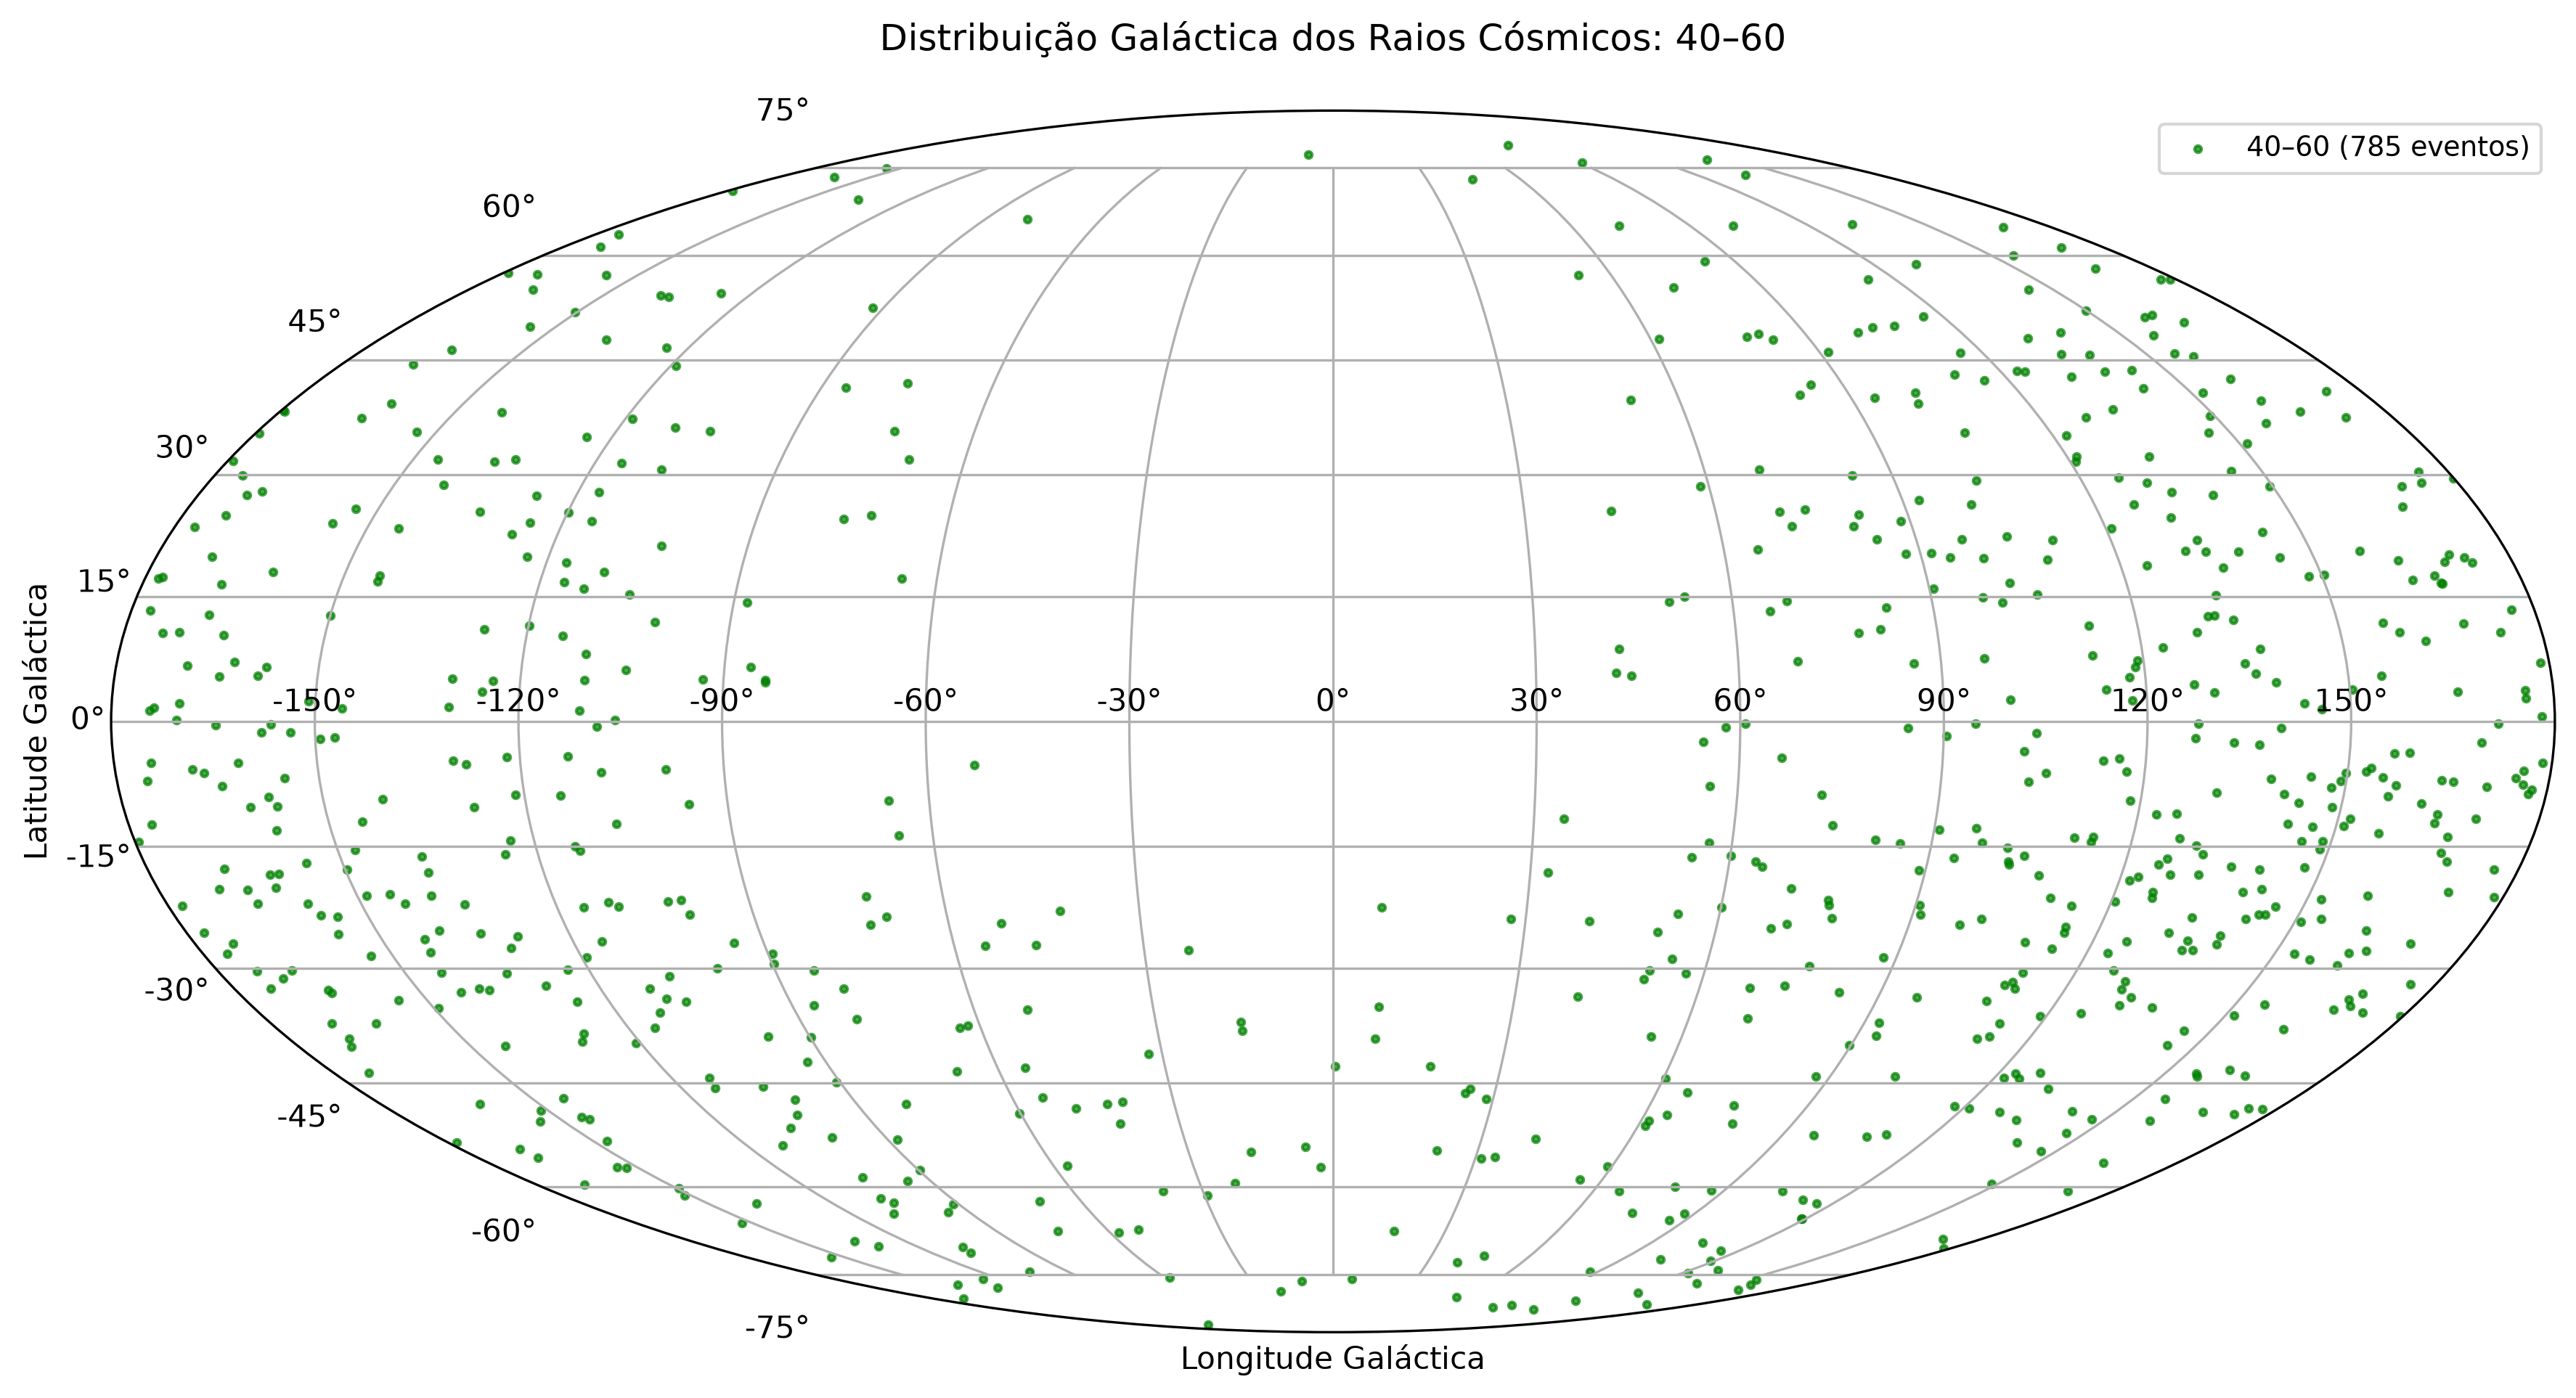 Distribuição Galáctica dos Raios Cósmicos: 40–60
40–60 (785 eventos)
75°
60°
45°
30°
15°
0°
-15°
-30°
-45°
-60°
-75°
-150° -120° -90° -60° -30° 0° 30° 60° 90° 120° 150°
Latitude Galáctica
Longitude Galáctica